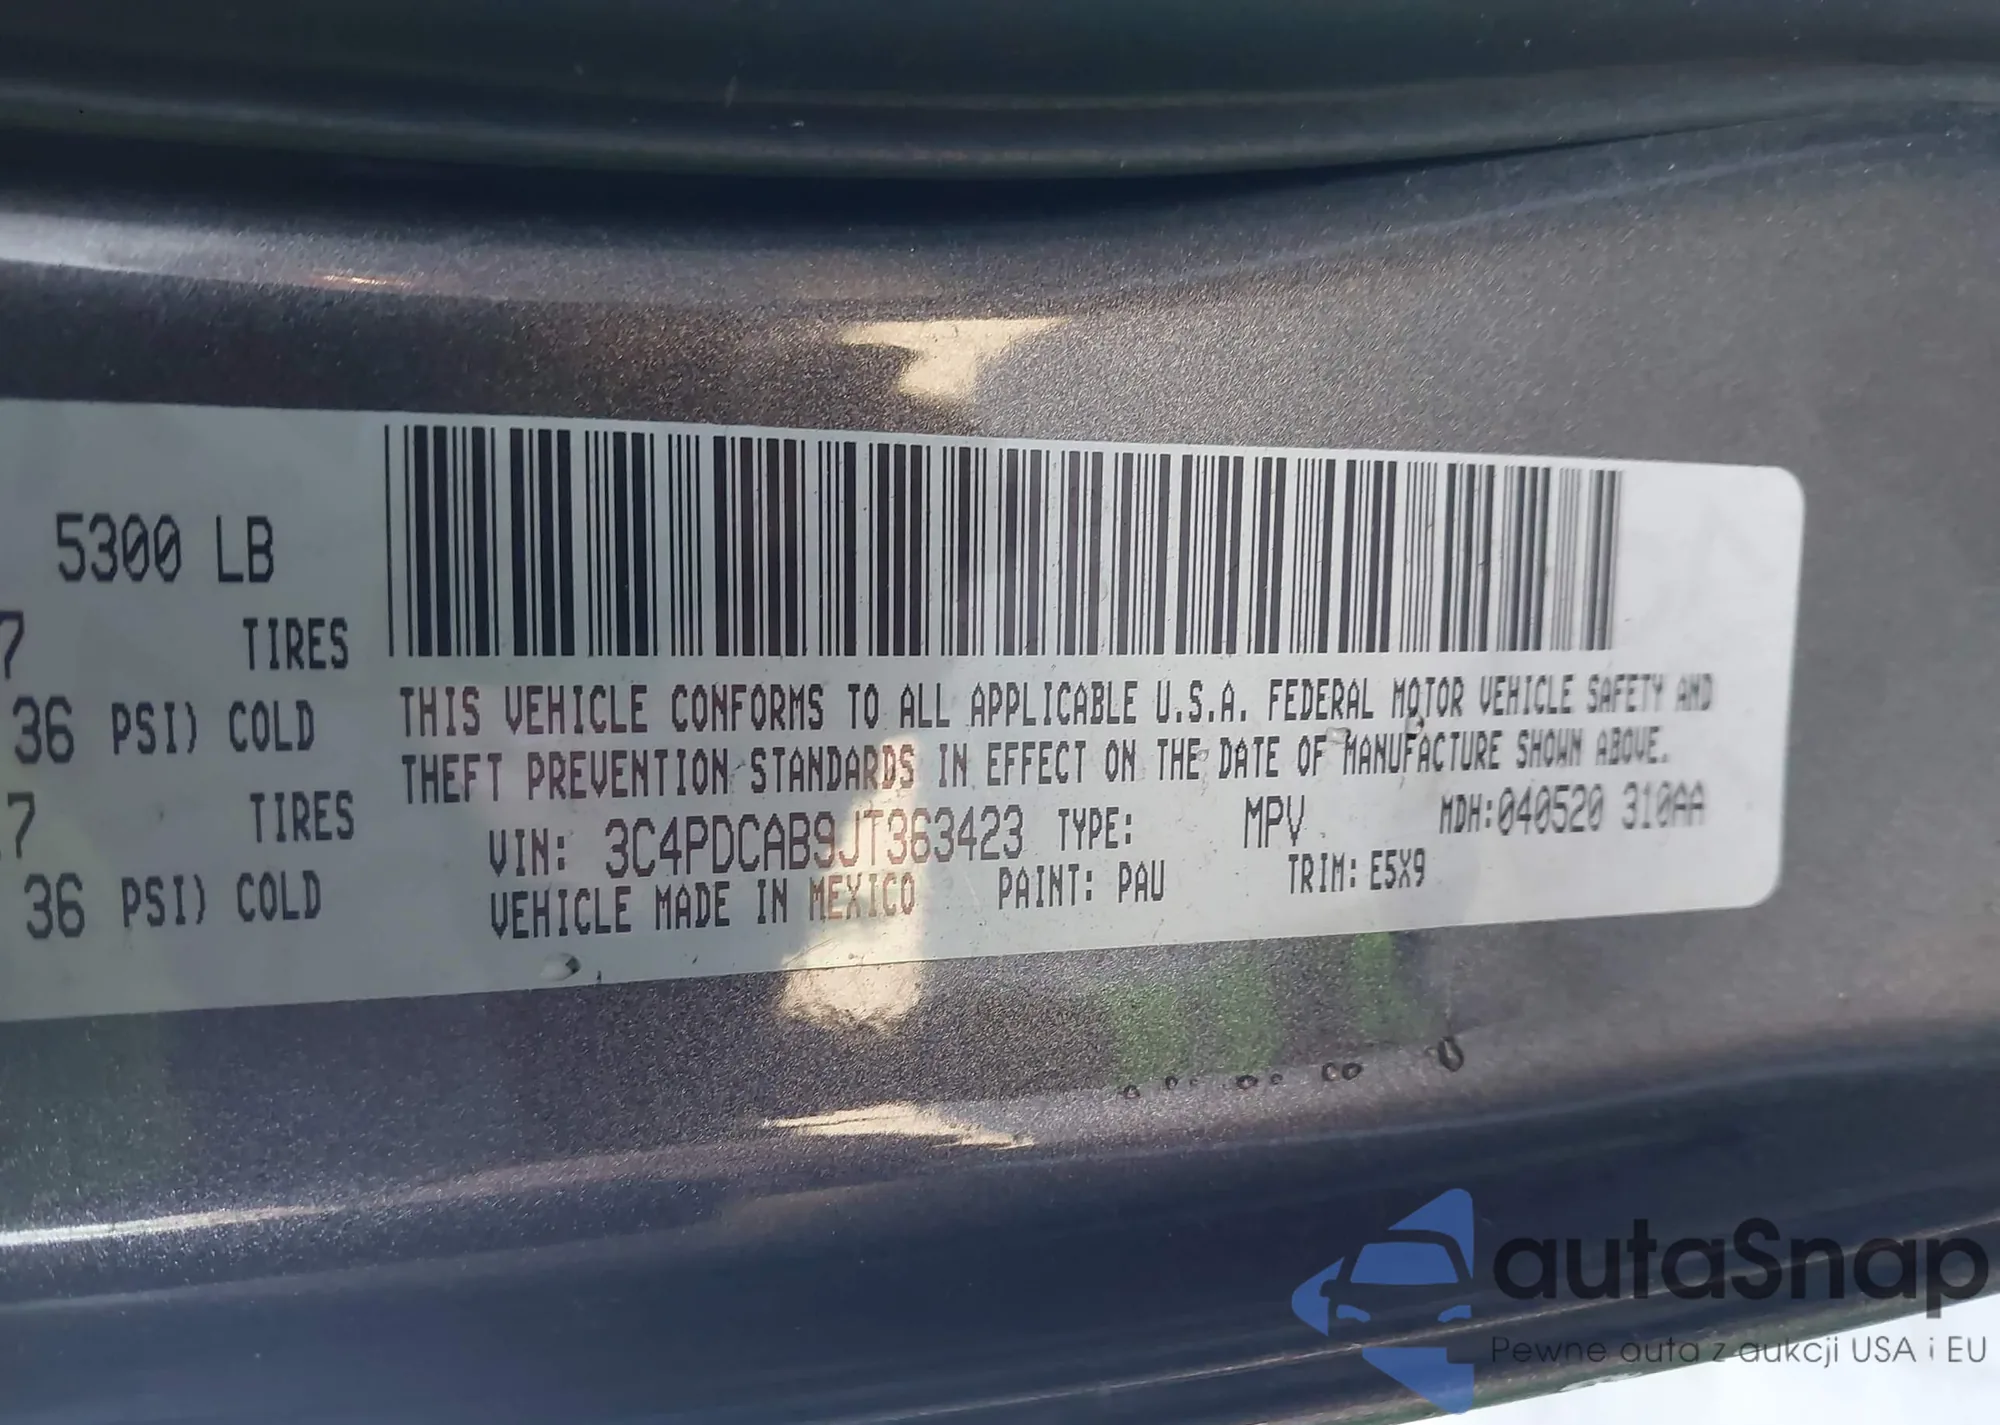 5300 LB
7 TIRES
36 PSI) COLD
7 TIRES
36 PSI) COLD
THIS VEHICLE CONFORMS TO ALL APPLICABLE U.S.A. FEDERAL MOTOR VEHICLE SAFETY AND
THEFT PREVENTION STANDARDS IN EFFECT ON THE DATE OF MANUFACTURE SHOWN ABOVE.
VIN: 3C4PDCAB9JT363423 TYPE: MPV MDH:040520 310AA
VEHICLE MADE IN MEXICO PAINT: PAU TRIM: E5X9
autaSnap
Pewne auta z aukcji USA i EU